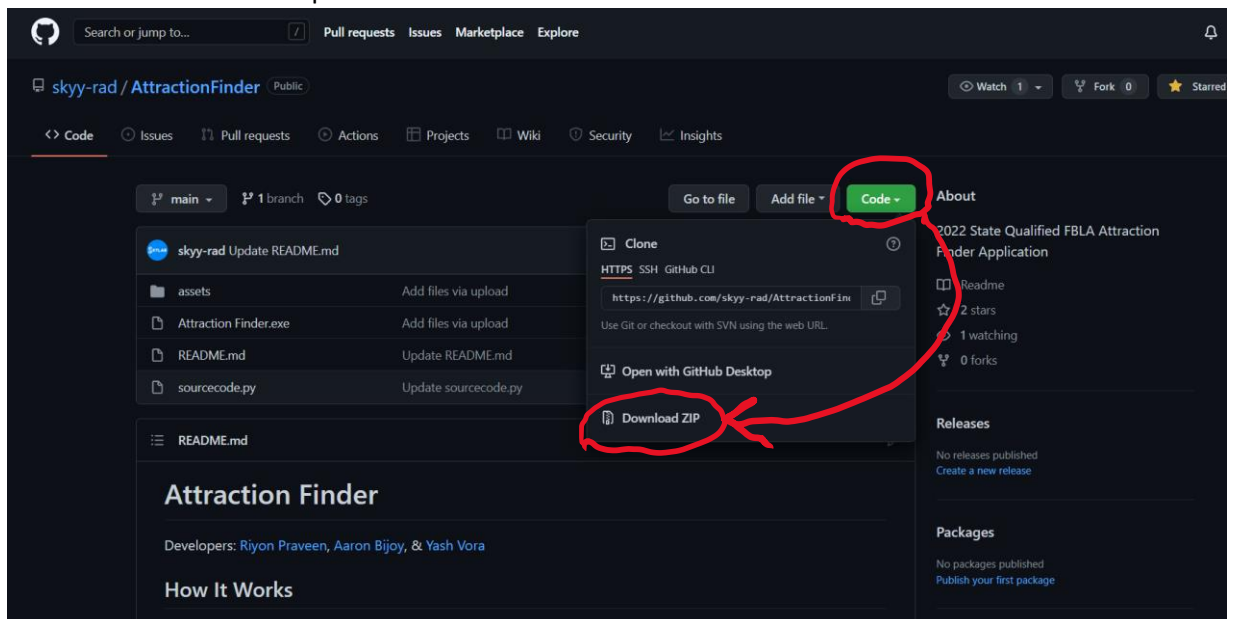 Search or jump to... / Pull requests Issues Marketplace Explore
skyy-rad / AttractionFinder Public
Watch 1 Fork 0 Starred
<> Code Issues Pull requests Actions Projects Wiki Security Insights
main 1 branch 0 tags Go to file Add file Code
skyy-rad Update README.md
assets Add files via upload
Attraction Finder.exe Add files via upload
README.md Update README.md
sourcecode.py Update sourcecode.py
Clone
HTTPS SSH GitHub CLI
https://github.com/skyy-rad/AttractionFin
Use Git or checkout with SVN using the web URL.
Open with GitHub Desktop
Download ZIP
About
2022 State Qualified FBLA Attraction
Finder Application
Readme
2 stars
1 watching
0 forks
Releases
No releases published
Create a new release
Packages
No packages published
Publish your first package
README.md
Attraction Finder
Developers: Riyon Praveen, Aaron Bijoy, & Yash Vora
How It Works